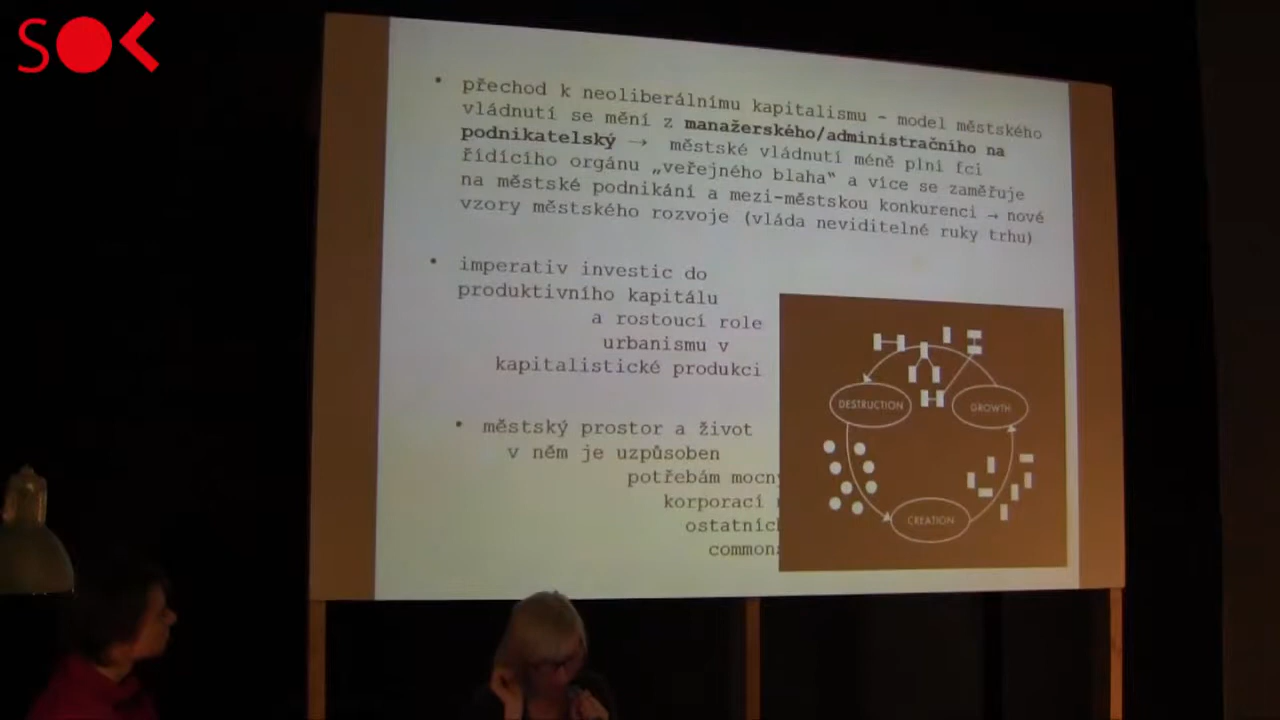 SOK
• přechod k neoliberálnímu kapitalismu - model městského
vládnutí se mění z manažerského/administračního na
podnikatelský → městské vládnutí méně plní fci
řídícího orgánu „veřejného blaha“ a více se zaměřuje
na městské podnikání a mezi-městskou konkurenci → nové
vzory městského rozvoje (vláda neviditelné ruky trhu)
• imperativ investic do
produktivního kapitálu
a rostoucí role
urbanismu v
kapitalistické produkci
• městský prostor a život
v něm je uzpůsoben
potřebám
korporací
DESTRUCTION
GROWTH
CREATION